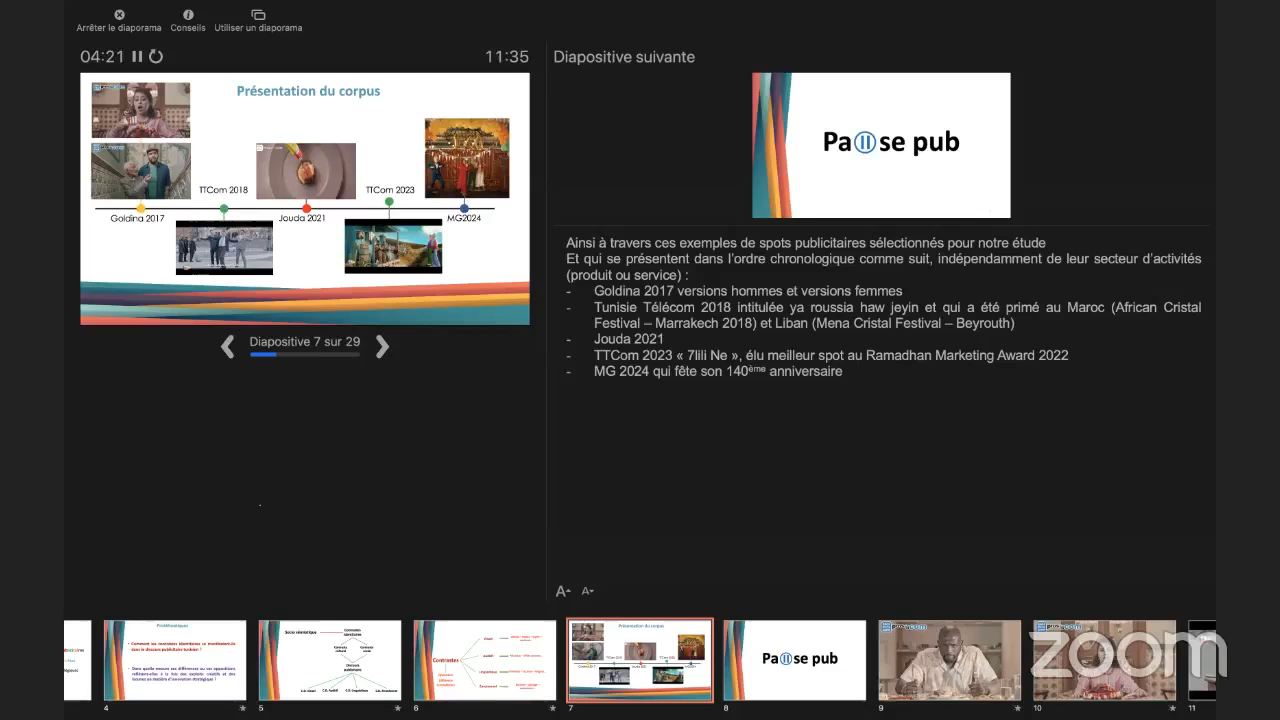 Arrêter le diaporama
Conseils
Utiliser un diaporama
04:21
11:35
Diapositive suivante
Présentation du corpus
TTCom 2018
TTCom 2023
Goldina 2017
Jouda 2021
MG2024
Diapositive 7 sur 29
Pa se pub
Ainsi à travers ces exemples de spots publicitaires sélectionnés pour notre étude
Et qui se présentent dans l'ordre chronologique comme suit, indépendamment de leur secteur d'activités
(produit ou service) :
- Goldina 2017 versions hommes et versions femmes
- Tunisie Télécom 2018 intitulée ya roussia haw jeyin et qui a été primé au Maroc (African Cristal
Festival – Marrakech 2018) et Liban (Mena Cristal Festival – Beyrouth)
- Jouda 2021
- TTCom 2023 « 7lili Ne », élu meilleur spot au Ramadhan Marketing Award 2022
- MG 2024 qui fête son 140ème anniversaire
A A
Problématiques
Socio sémiotique
Contrastes
Présentation du corpus
Pa se pub
zoom
4
5
6
7
8
9
10
11